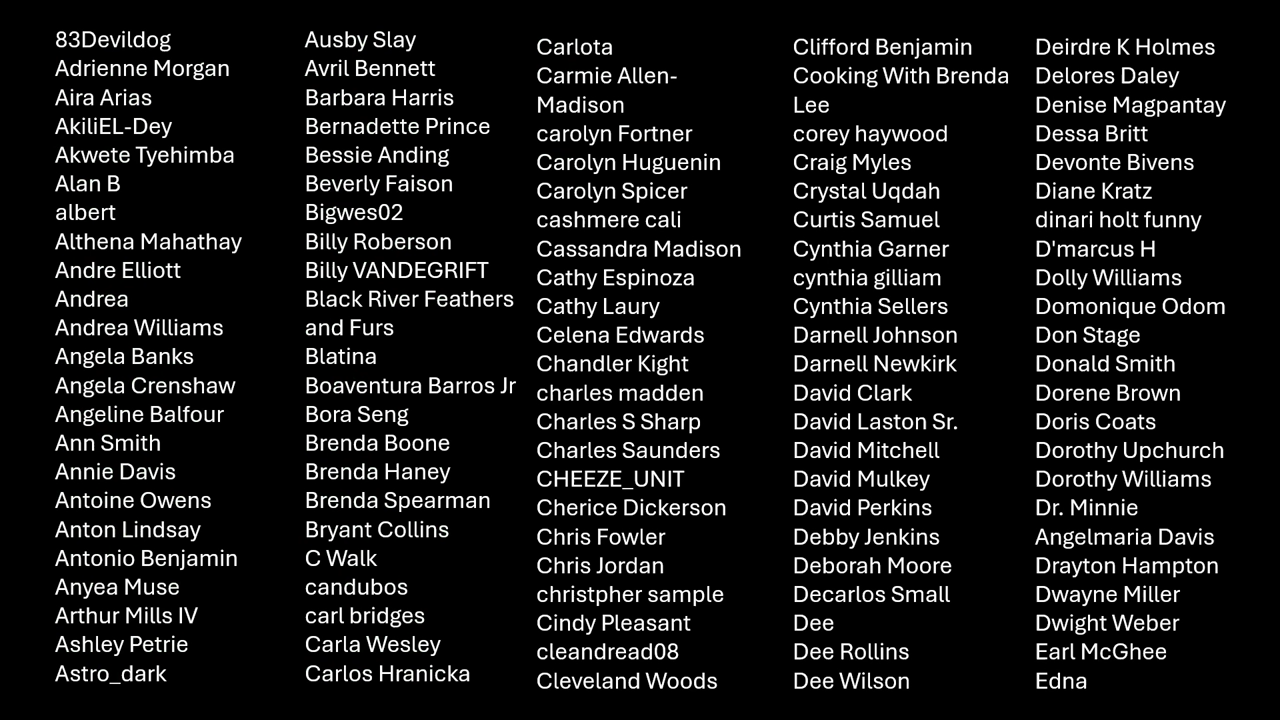 83Devildog
Adrienne Morgan
Aira Arias
AkiliEL-Dey
Akwete Tyehimba
Alan B
albert
Althena Mahathay
Andre Elliott
Andrea
Andrea Williams
Angela Banks
Angela Crenshaw
Angeline Balfour
Ann Smith
Annie Davis
Antoine Owens
Anton Lindsay
Antonio Benjamin
Anyea Muse
Arthur Mills IV
Ashley Petrie
Astro_dark
Ausby Slay
Avril Bennett
Barbara Harris
Bernadette Prince
Bessie Anding
Beverly Faison
Bigwes02
Billy Roberson
Billy VANDEGRIFT
Black River Feathers
and Furs
Blatina
Boaventura Barros Jr
Bora Seng
Brenda Boone
Brenda Haney
Brenda Spearman
Bryant Collins
C Walk
candubos
carl bridges
Carla Wesley
Carlos Hranicka
Carlota
Carmie Allen-
Madison
carolyn Fortner
Carolyn Huguenin
Carolyn Spicer
cashmere cali
Cassandra Madison
Cathy Espinoza
Cathy Laury
Celena Edwards
Chandler Kight
charles madden
Charles S Sharp
Charles Saunders
CHEEZE_UNIT
Cherice Dickerson
Chris Fowler
Chris Jordan
christpher sample
Cindy Pleasant
cleandread08
Cleveland Woods
Clifford Benjamin
Cooking With Brenda
Lee
corey haywood
Craig Myles
Crystal Uqdah
Curtis Samuel
Cynthia Garner
cynthia gilliam
Cynthia Sellers
Darnell Johnson
Darnell Newkirk
David Clark
David Laston Sr.
David Mitchell
David Mulkey
David Perkins
Debby Jenkins
Deborah Moore
Decarlos Small
Dee
Dee Rollins
Dee Wilson
Deirdre K Holmes
Delores Daley
Denise Magpantay
Dessa Britt
Devonte Bivens
Diane Kratz
dinari holt funny
D'marcus H
Dolly Williams
Domonique Odom
Don Stage
Donald Smith
Dorene Brown
Doris Coats
Dorothy Upchurch
Dorothy Williams
Dr. Minnie
Angelmaria Davis
Drayton Hampton
Dwayne Miller
Dwight Weber
Earl McGhee
Edna